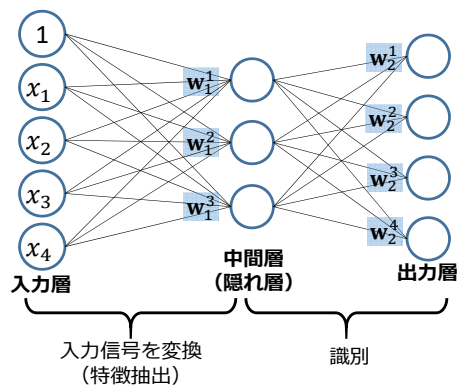 1
x₁
x₂
x₃
x₄
w₁¹
w₁²
w₁³
w₂¹
w₂²
w₂³
w₂⁴
入力層
中間層
（隠れ層）
出力層
入力信号を変換
（特徴抽出）
識別